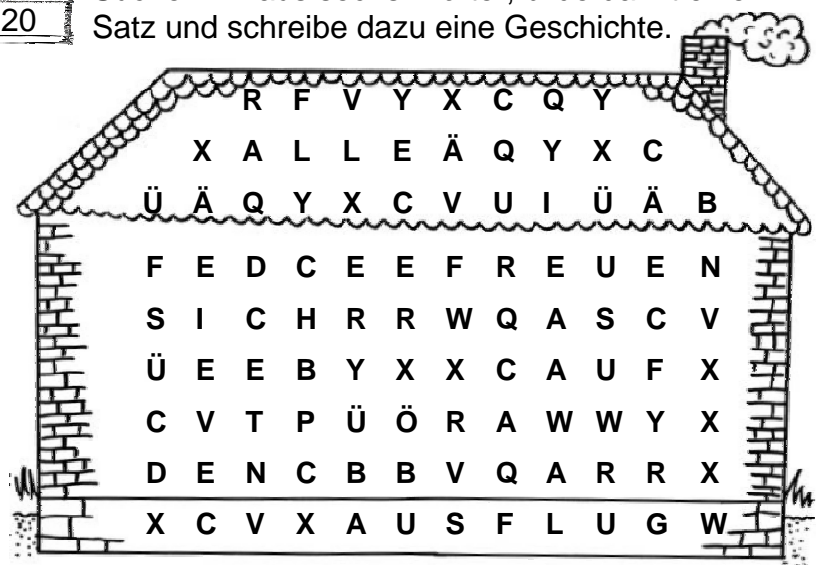 20
Satz und schreibe dazu eine Geschichte.
R F V Y X C Q Y
X A L L E Ä Q Y X C
Ü Ä Q Y X C V U I Ü Ä B
F E D C E E F R E U E N
S I C H R R W Q A S C V
Ü E E B Y X X C A U F X
C V T P Ü Ö R A W W Y X
D E N C B B V Q A R R X
X C V X A U S F L U G W